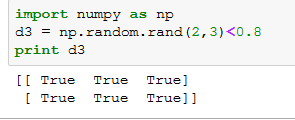 import numpy as np
d3 = np.random.rand(2,3)<0.8
print d3
[[ True  True  True]
 [ True  True  True]]